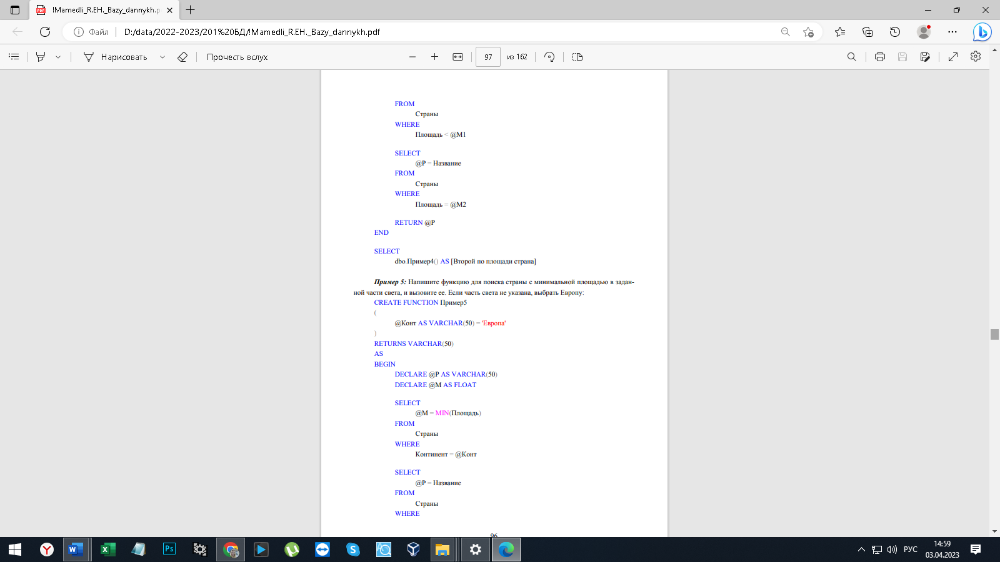 !Mamedli_R.EH._Bazy_dannykh.p
Файл
D:/data/2022-2023/201%20БД/!Mamedli_R.EH._Bazy_dannykh.pdf
Нарисовать
Прочесть вслух
97
из 162
FROM
Страны
WHERE
Площадь < @M1
SELECT
@P = Название
FROM
Страны
WHERE
Площадь = @M2
RETURN @P
END
SELECT
dbo.Пример4() AS [Второй по площади страна]
Пример 5: Напишите функцию для поиска страны с минимальной площадью в задан-
ной части света, и вызовите ее. Если часть света не указана, выбрать Европу:
CREATE FUNCTION Пример5
(
@Конт AS VARCHAR(50) = 'Европа'
)
RETURNS VARCHAR(50)
AS
BEGIN
DECLARE @P AS VARCHAR(50)
DECLARE @M AS FLOAT
SELECT
@M = MIN(Площадь)
FROM
Страны
WHERE
Континент = @Конт
SELECT
@P = Название
FROM
Страны
WHERE
96
РУС
14:59
03.04.2023